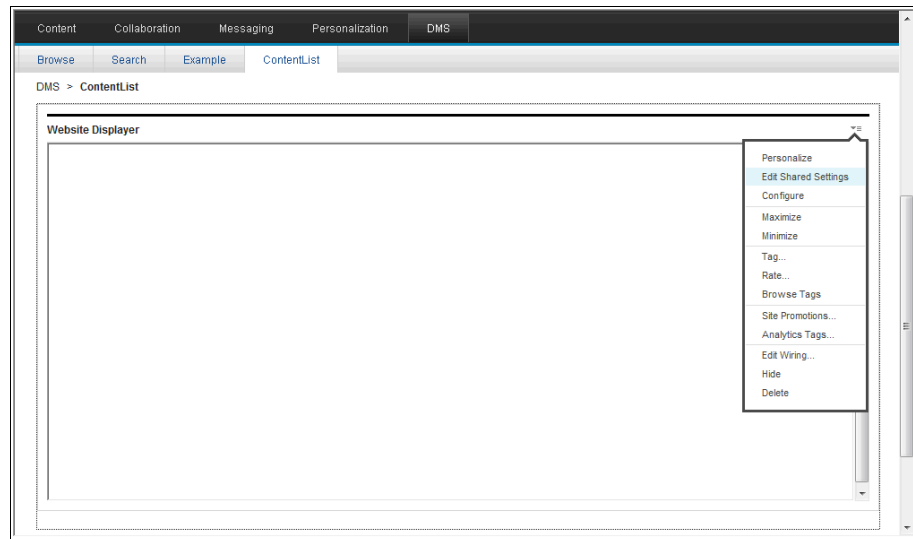 Content Collaboration Messaging Personalization DMS
Browse Search Example ContentList
DMS > ContentList
Website Displayer
Personalize
Edit Shared Settings
Configure
Maximize
Minimize
Tag...
Rate...
Browse Tags
Site Promotions...
Analytics Tags...
Edit Wiring...
Hide
Delete